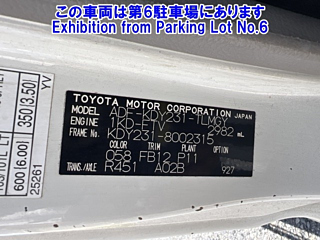 この車両は第6駐車場にあります
Exhibition from Parking Lot No.6
TOYOTA MOTOR CORPORATION JAPAN
MODEL ADF-KDY231-TLMGY
ENGINE 1KD-FTV 2982 mL
FRAME No. KDY231-8002315
COLOR TRIM PLANT
058 FB12 P11
TRANS/AXLE R451 A02B
927
YV
350(3.50)
600(6.00)
25261